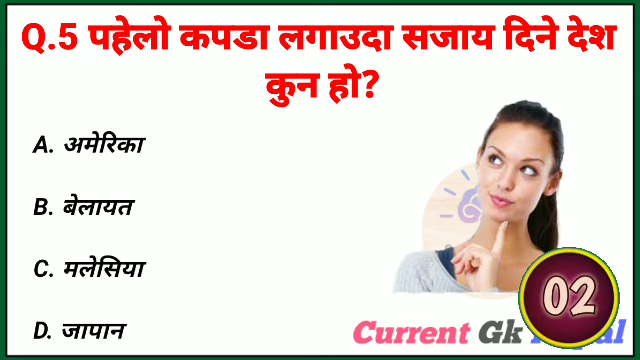 Q.5 पहेलो कपडा लगाउदा सजाय दिने देश
कुन हो?
A. अमेरिका
B. बेलायत
C. मलेसिया
D. जापान
02
Current Gk